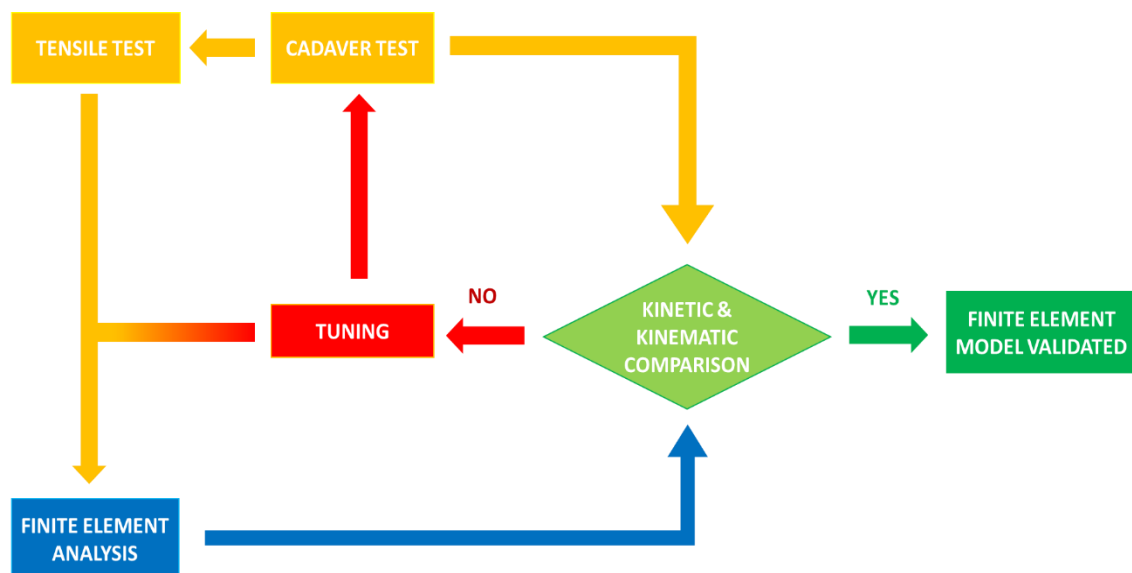 TENSILE TEST
CADAVER TEST
NO
YES
TUNING
KINETIC &
KINEMATIC
COMPARISON
FINITE ELEMENT
MODEL VALIDATED
FINITE ELEMENT
ANALYSIS